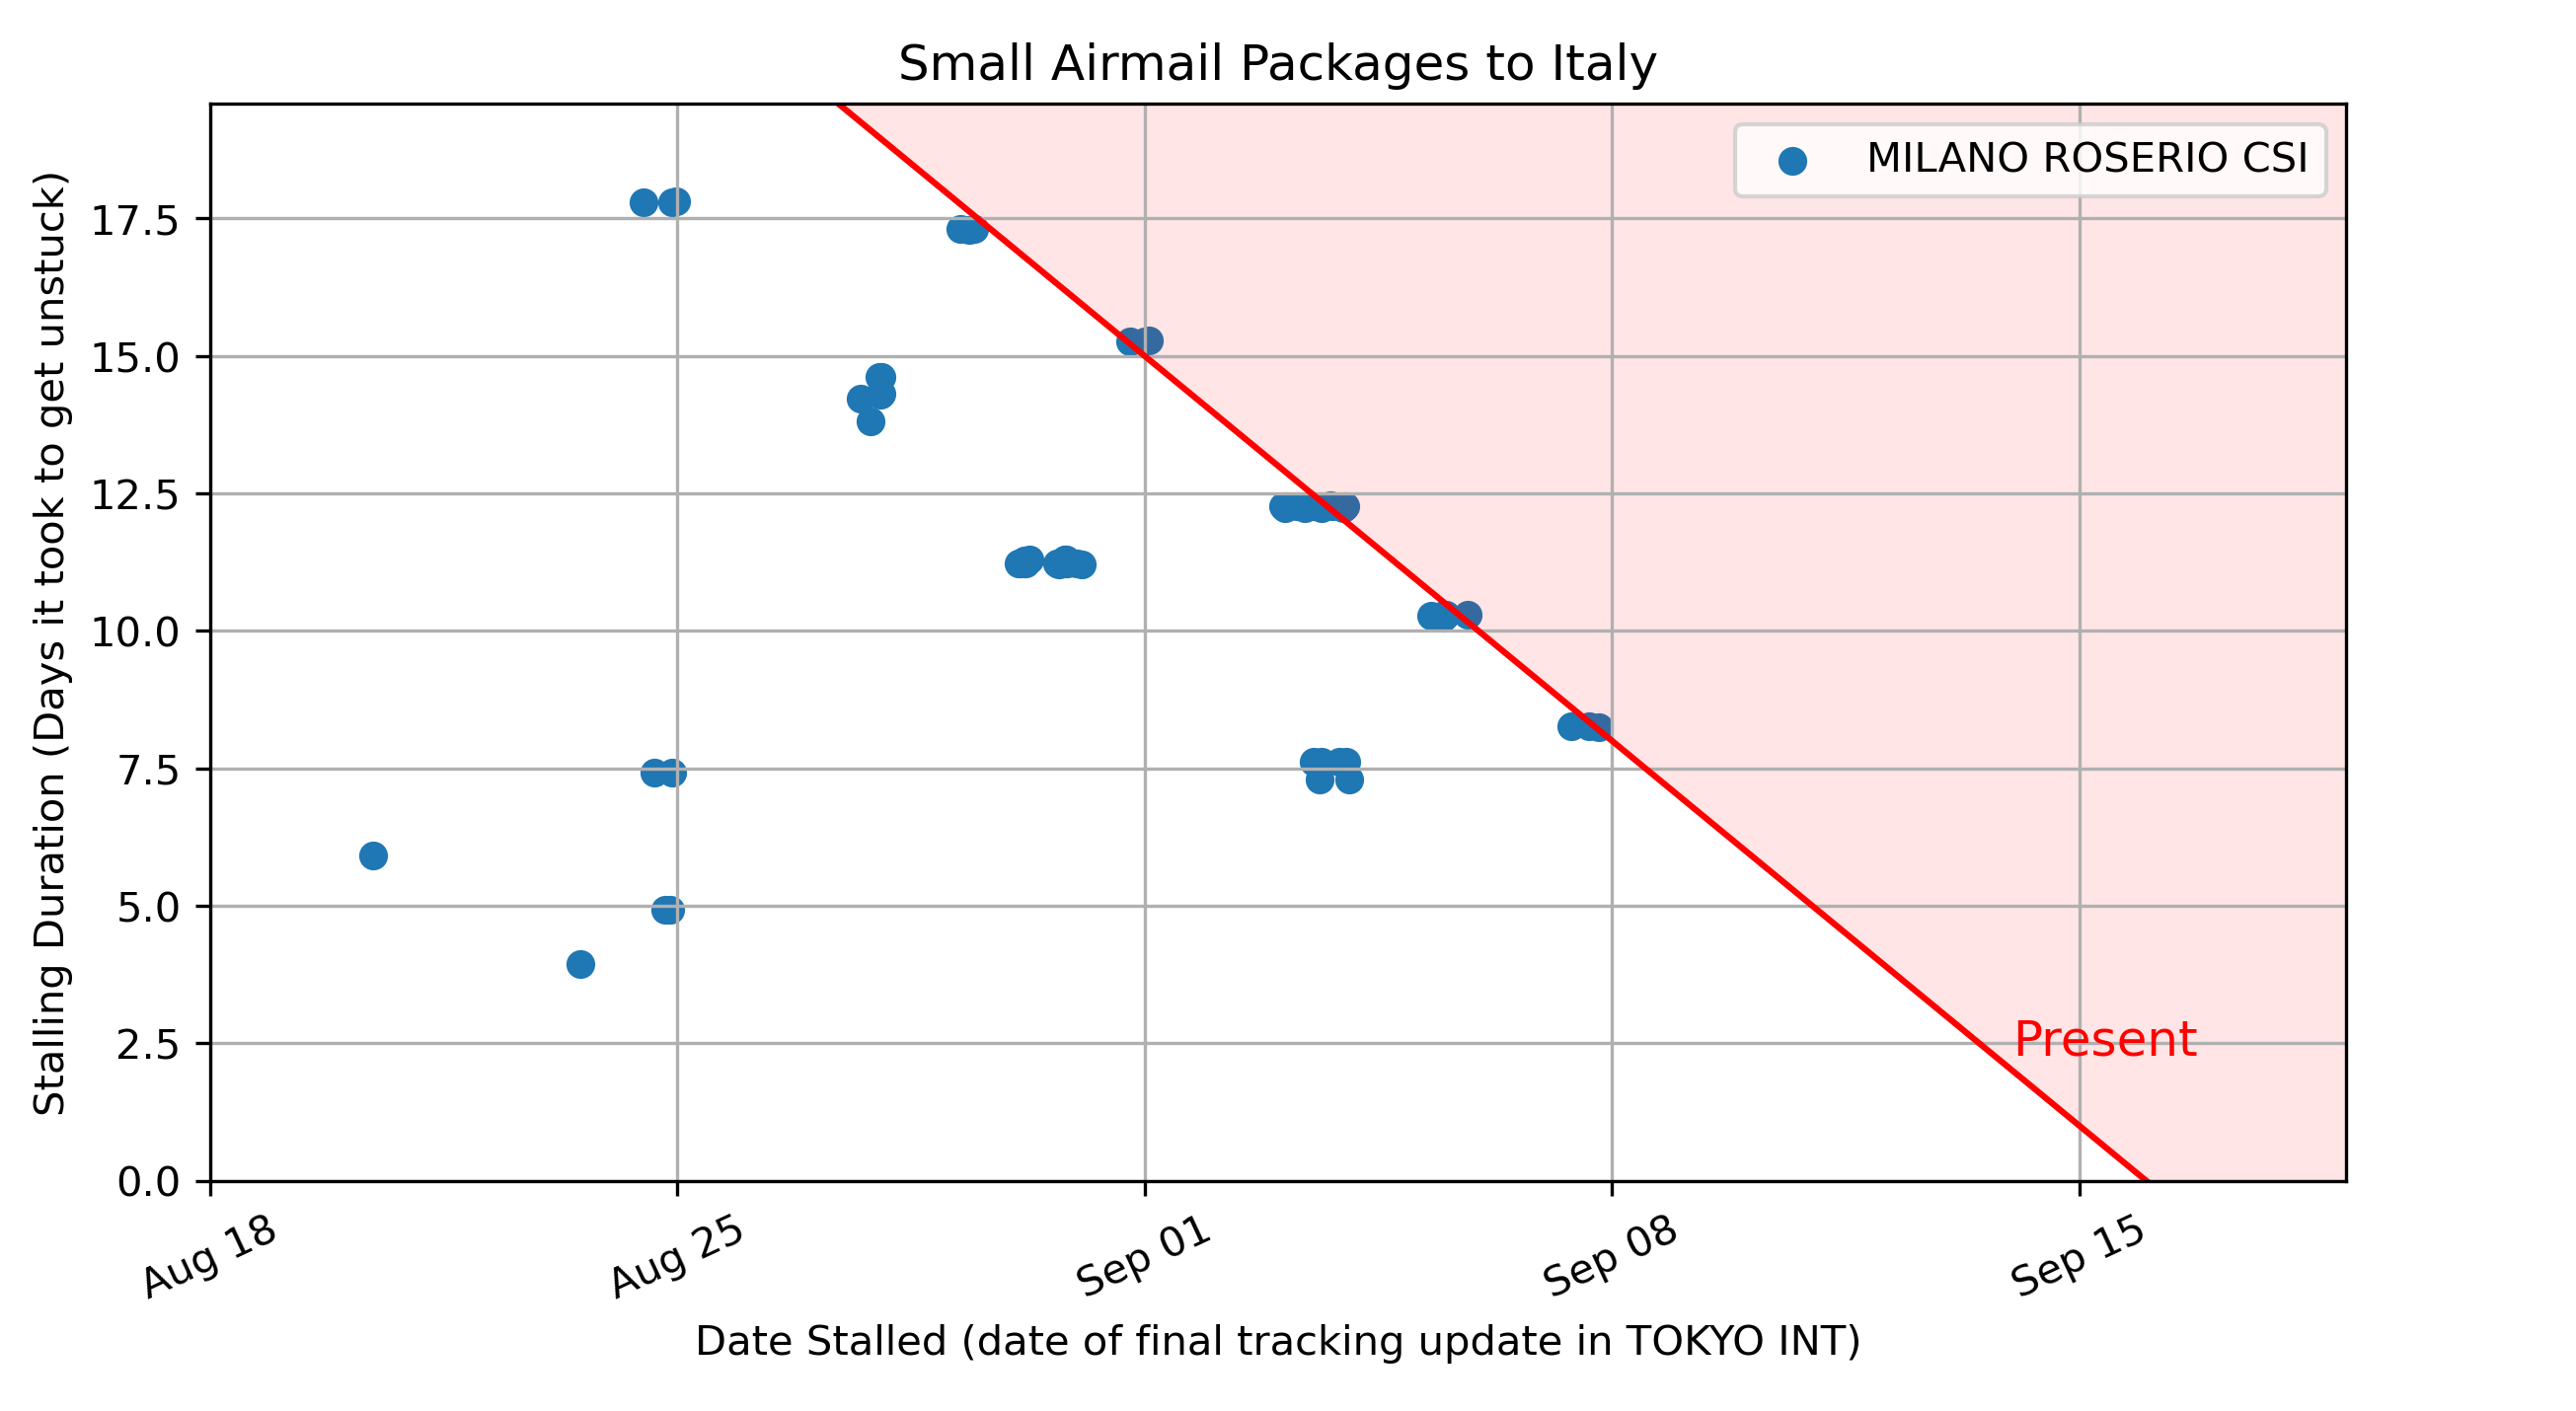 Small Airmail Packages to Italy
MILANO ROSERIO CSI
Stalling Duration (Days it took to get unstuck)
17.5
15.0
12.5
10.0
7.5
5.0
2.5
0.0
Present
Aug 18
Aug 25
Sep 01
Sep 08
Sep 15
Date Stalled (date of final tracking update in TOKYO INT)